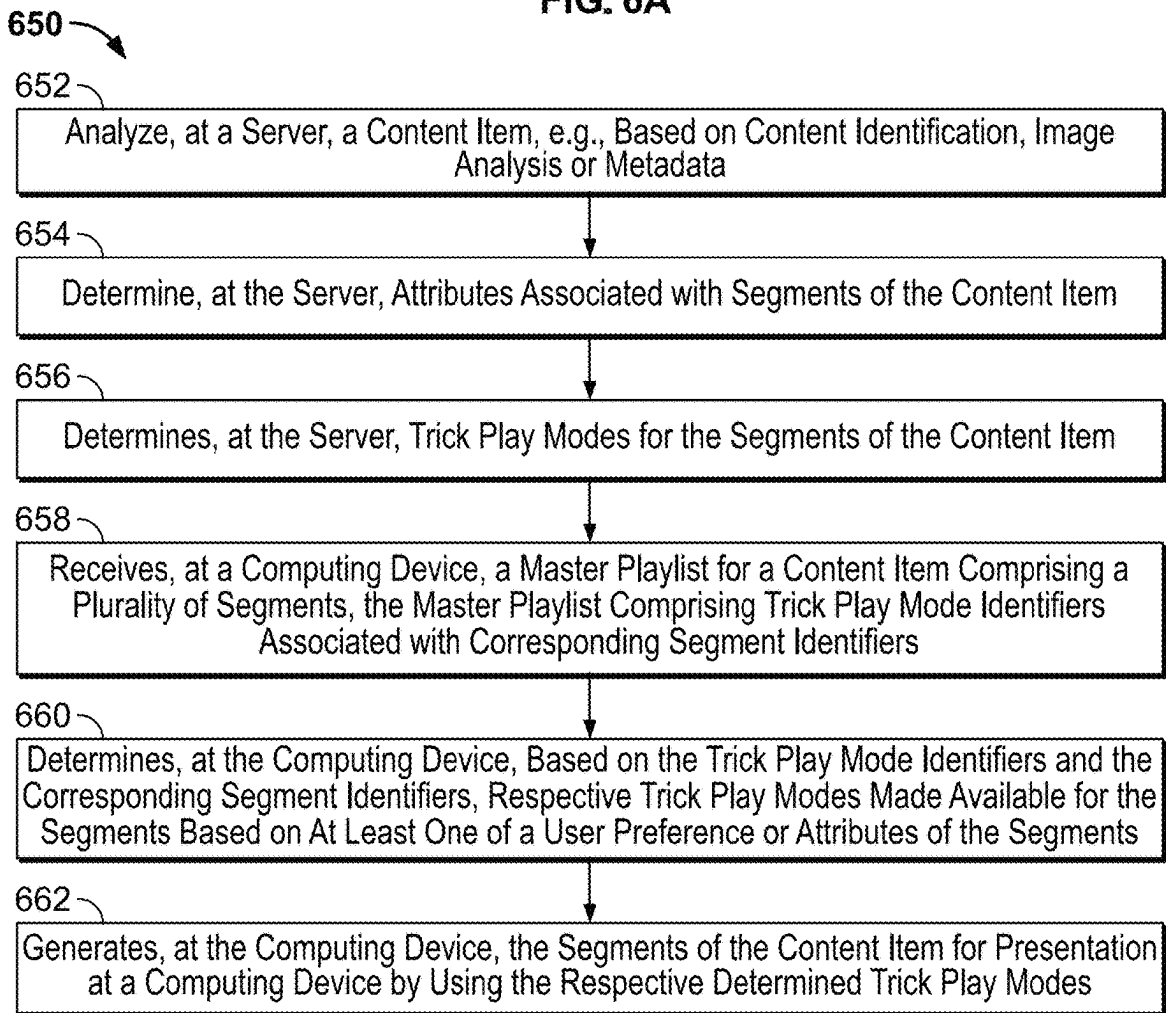 FIG. 6A
650
652
Analyze, at a Server, a Content Item, e.g., Based on Content Identification, Image
Analysis or Metadata
654
Determine, at the Server, Attributes Associated with Segments of the Content Item
656
Determines, at the Server, Trick Play Modes for the Segments of the Content Item
658
Receives, at a Computing Device, a Master Playlist for a Content Item Comprising a
Plurality of Segments, the Master Playlist Comprising Trick Play Mode Identifiers
Associated with Corresponding Segment Identifiers
660
Determines, at the Computing Device, Based on the Trick Play Mode Identifiers and the
Corresponding Segment Identifiers, Respective Trick Play Modes Made Available for the
Segments Based on At Least One of a User Preference or Attributes of the Segments
662
Generates, at the Computing Device, the Segments of the Content Item for Presentation
at a Computing Device by Using the Respective Determined Trick Play Modes